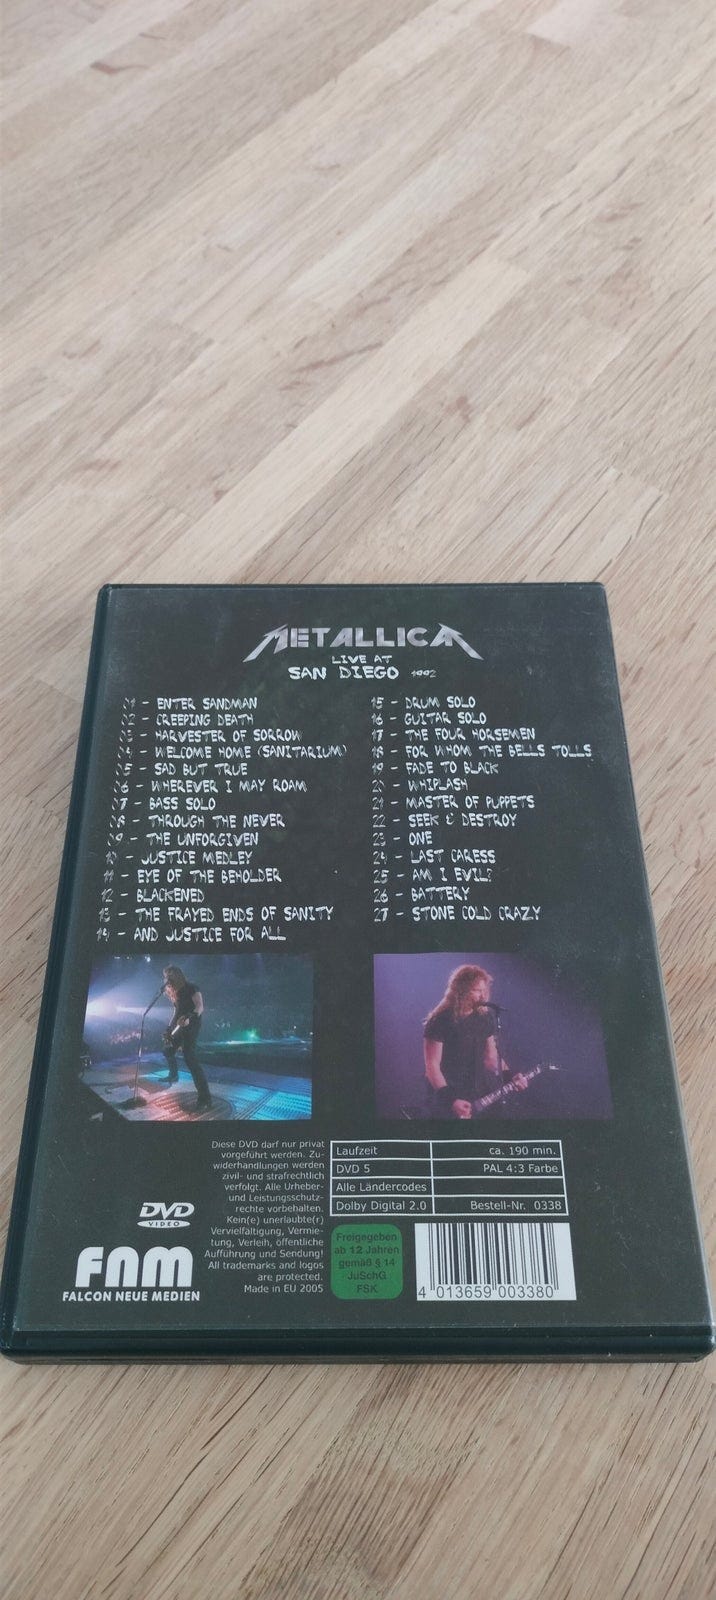 METALLICA
LIVE AT
SAN DIEGO 1992
01 - ENTER SANDMAN
02 - CREEPING DEATH
03 - HARVESTER OF SORROW
04 - WELCOME HOME (SANITARIUM)
05 - SAD BUT TRUE
06 - WHEREVER I MAY ROAM
07 - BASS SOLO
08 - THROUGH THE NEVER
09 - THE UNFORGIVEN
10 - JUSTICE MEDLEY
11 - EYE OF THE BEHOLDER
12 - BLACKENED
13 - THE FRAYED ENDS OF SANITY
14 - AND JUSTICE FOR ALL
15 - DRUM SOLO
16 - GUITAR SOLO
17 - THE FOUR HORSEMEN
18 - FOR WHOM THE BELLS TOLLS
19 - FADE TO BLACK
20 - WHIPLASH
21 - MASTER OF PUPPETS
22 - SEEK & DESTROY
23 - ONE
24 - LAST CARESS
25 - AM I EVIL?
26 - BATTERY
27 - STONE COLD CRAZY
DVD
VIDEO
FNM
FALCON NEUE MEDIEN
Diese DVD darf nur privat
vorgeführt werden. Zu-
widerhandlungen werden
zivil- und strafrechtlich
verfolgt. Alle Urheber-
und Leistungsschutz-
rechte vorbehalten.
Kein(e) unerlaubte(r)
Vervielfältigung, Vermie-
tung, Verleih, öffentliche
Aufführung und Sendung!
All trademarks and logos
are protected.
Made in EU 2005
Laufzeit ca. 190 min.
DVD 5 PAL 4:3 Farbe
Alle Ländercodes
Dolby Digital 2.0 Bestell-Nr. 0338
Freigegeben
ab 12 Jahren
gemäß § 14
JuSchG
FSK
4 013659 003380